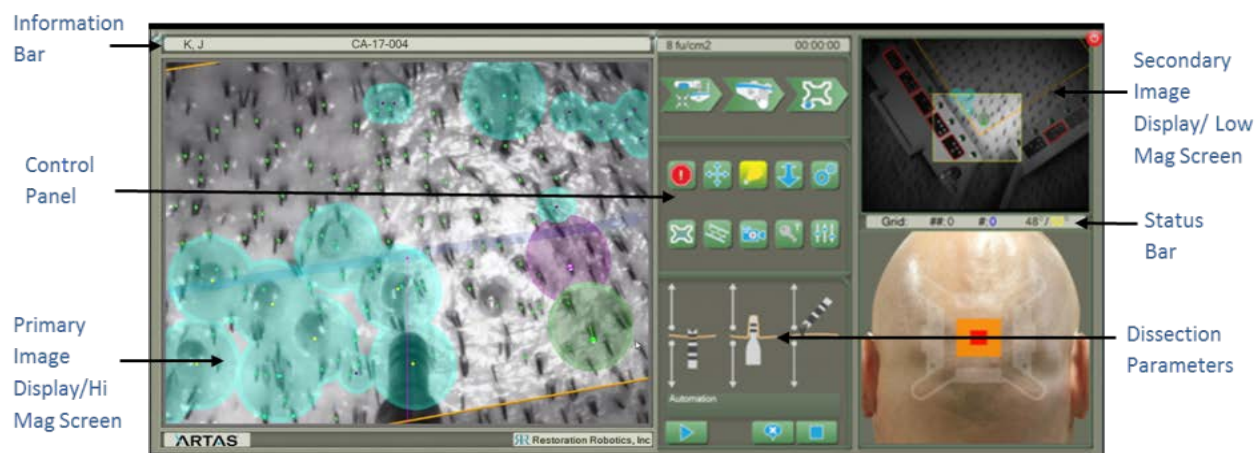 Information
Bar
K, J CA-17-004
8 fu/cm2 00:00:00
Secondary
Image
Display/ Low
Mag Screen
Control
Panel
Grid: ##: 0 #: 0 48° /
Status
Bar
Primary
Image
Display/Hi
Mag Screen
Dissection
Parameters
Automation
ARTAS
RR Restoration Robotics, Inc